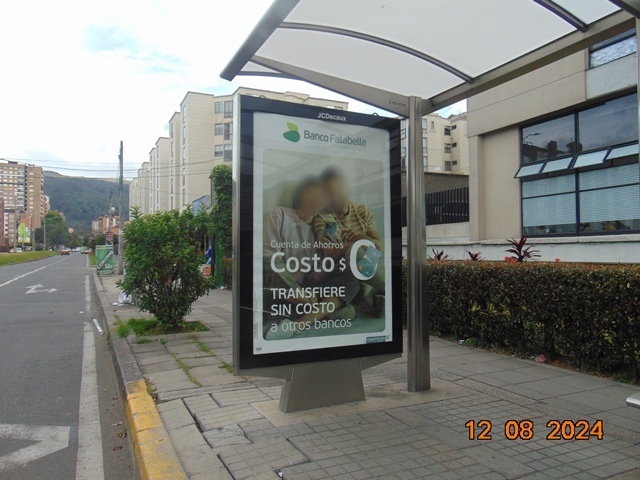 JCDecaux
Banco Falabella
Cuenta de Ahorros
Costo $0
TRANSFIERE
SIN COSTO
a otros bancos
12 08 2024